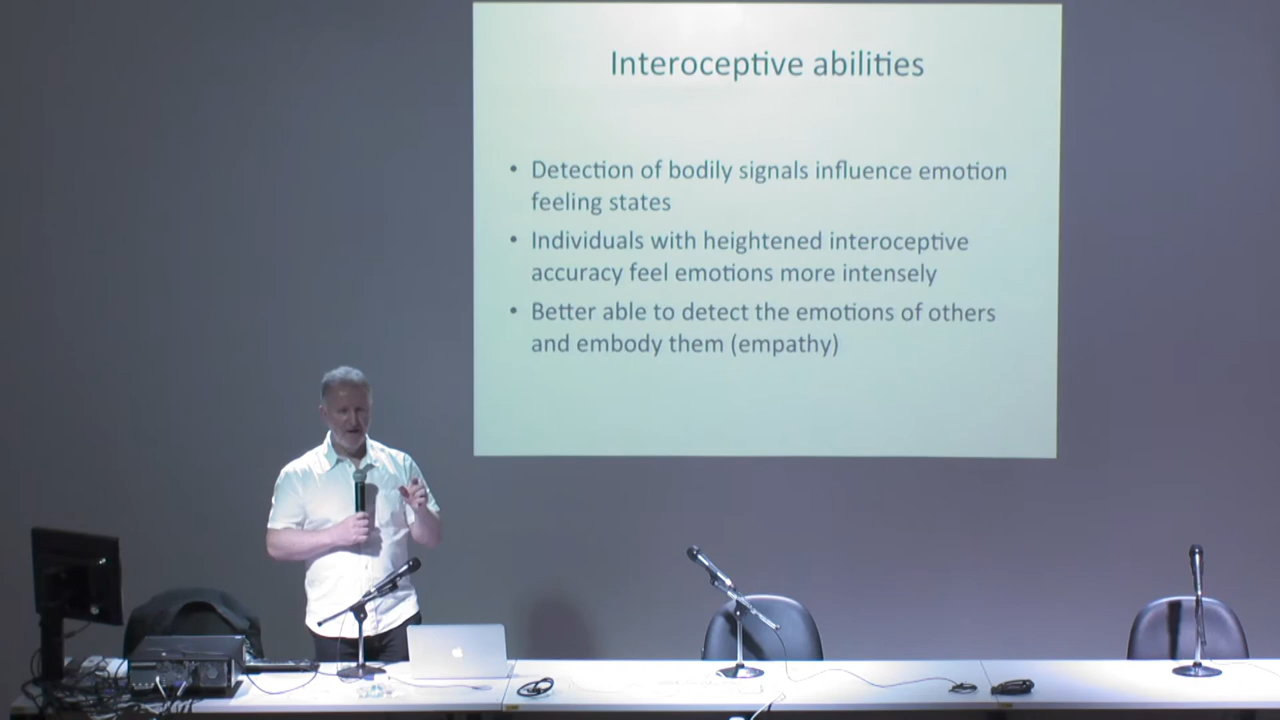 Interoceptive abilities
• Detection of bodily signals influence emotion
feeling states
• Individuals with heightened interoceptive
accuracy feel emotions more intensely
• Better able to detect the emotions of others
and embody them (empathy)